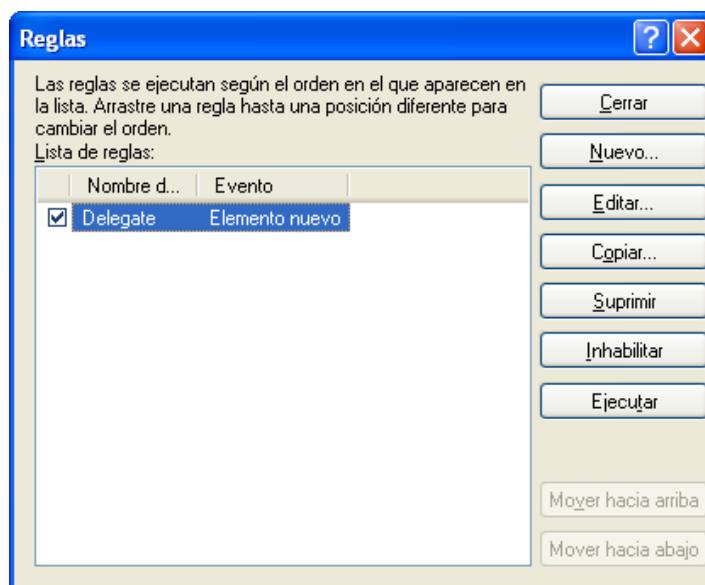 Reglas
Las reglas se ejecutan según el orden en el que aparecen en
la lista. Arrastre una regla hasta una posición diferente para
cambiar el orden.
Lista de reglas:
Nombre d... Evento
Delegate Elemento nuevo
Cerrar
Nuevo...
Editar...
Copiar...
Suprimir
Inhabilitar
Ejecutar
Mover hacia arriba
Mover hacia abajo